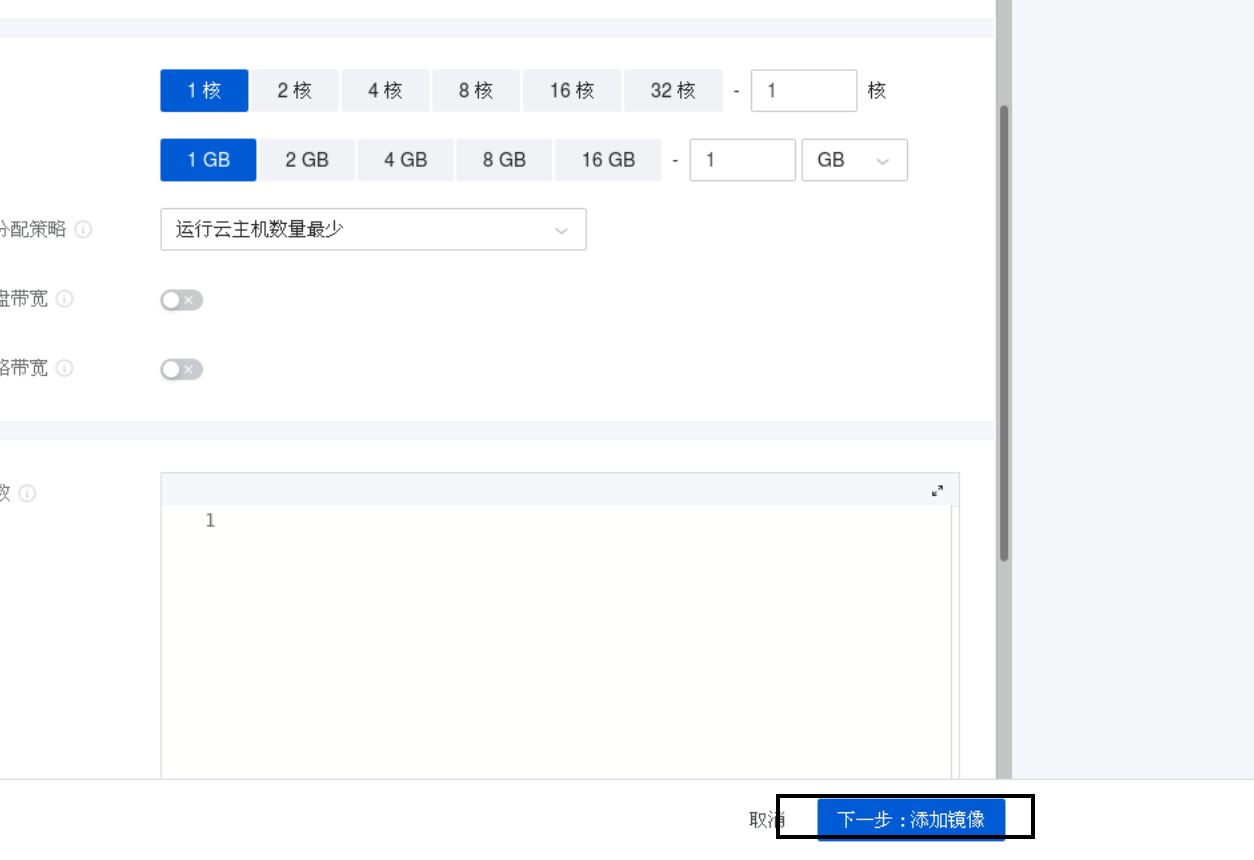 1 核 2 核 4 核 8 核 16 核 32 核 - 1 核
1 GB 2 GB 4 GB 8 GB 16 GB - 1 GB
分配策略 运行云主机数量最少
盘带宽
络带宽
数
1
取消 下一步：添加镜像